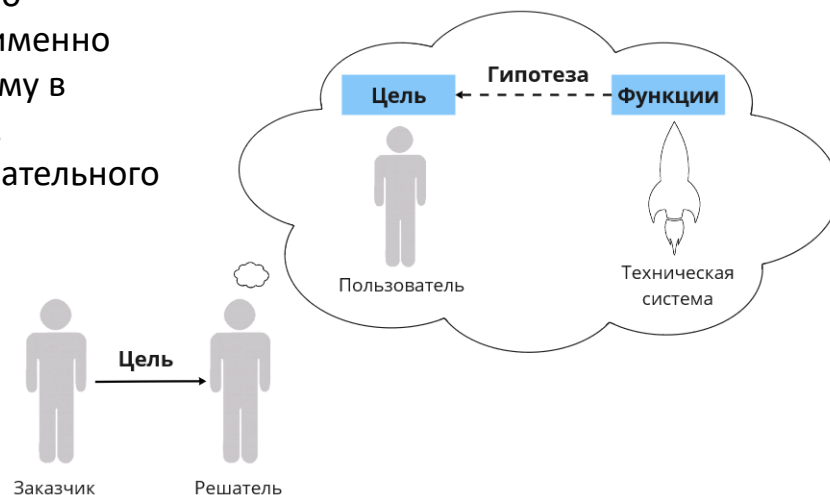 именно
му в
ательного
Гипотеза
Цель
Функции
Пользователь
Техническая
система
Цель
Заказчик
Решатель